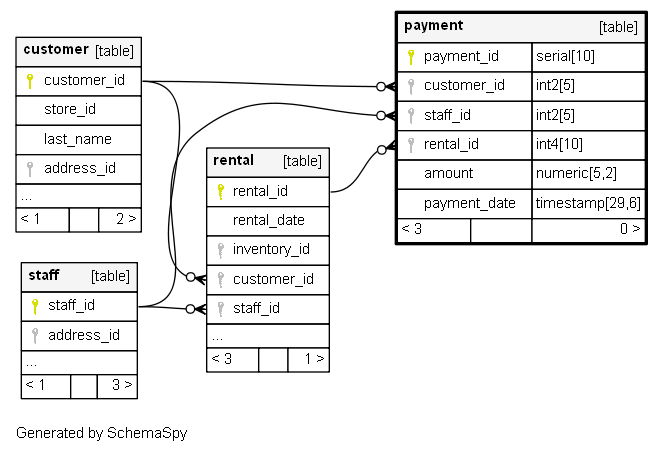 customer [table]
customer_id
store_id
last_name
address_id
...
< 1 2 >
staff [table]
staff_id
address_id
...
< 1 3 >
rental [table]
rental_id
rental_date
inventory_id
customer_id
staff_id
...
< 3 1 >
payment [table]
payment_id serial[10]
customer_id int2[5]
staff_id int2[5]
rental_id int4[10]
amount numeric[5,2]
payment_date timestamp[29,6]
< 3 0 >
Generated by SchemaSpy